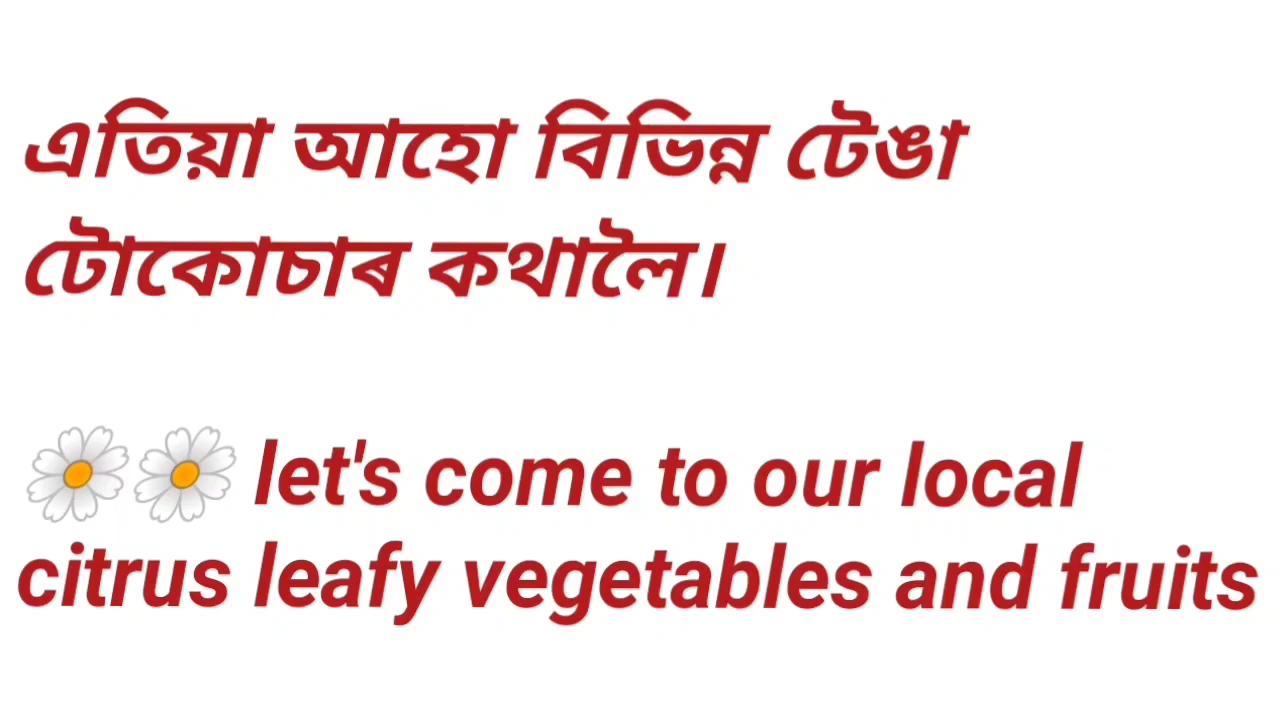 এতিয়া আহো বিভিন্ন টেঙা
টোকোচাৰ কথালৈ।
🌼🌼 let's come to our local
citrus leafy vegetables and fruits